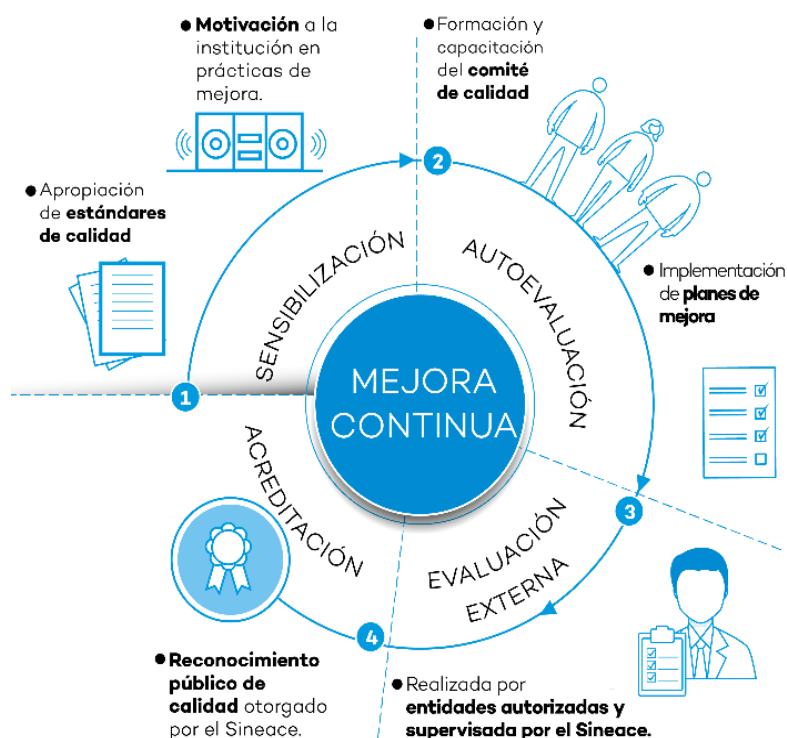 ● Motivación a la
institución en
prácticas de
mejora.
● Formación y
capacitación
del comité
de calidad
● Apropiación
de estándares
de calidad
2
SENSIBILIZACIÓN
AUTOEVALUACIÓN
● Implementación
de planes de
mejora
MEJORA
CONTINUA
1
ACREDITACIÓN
EVALUACIÓN
EXTERNA
3
4
● Reconocimiento
público de
calidad otorgado
por el Sineace.
● Realizada por
entidades autorizadas y
supervisada por el Sineace.